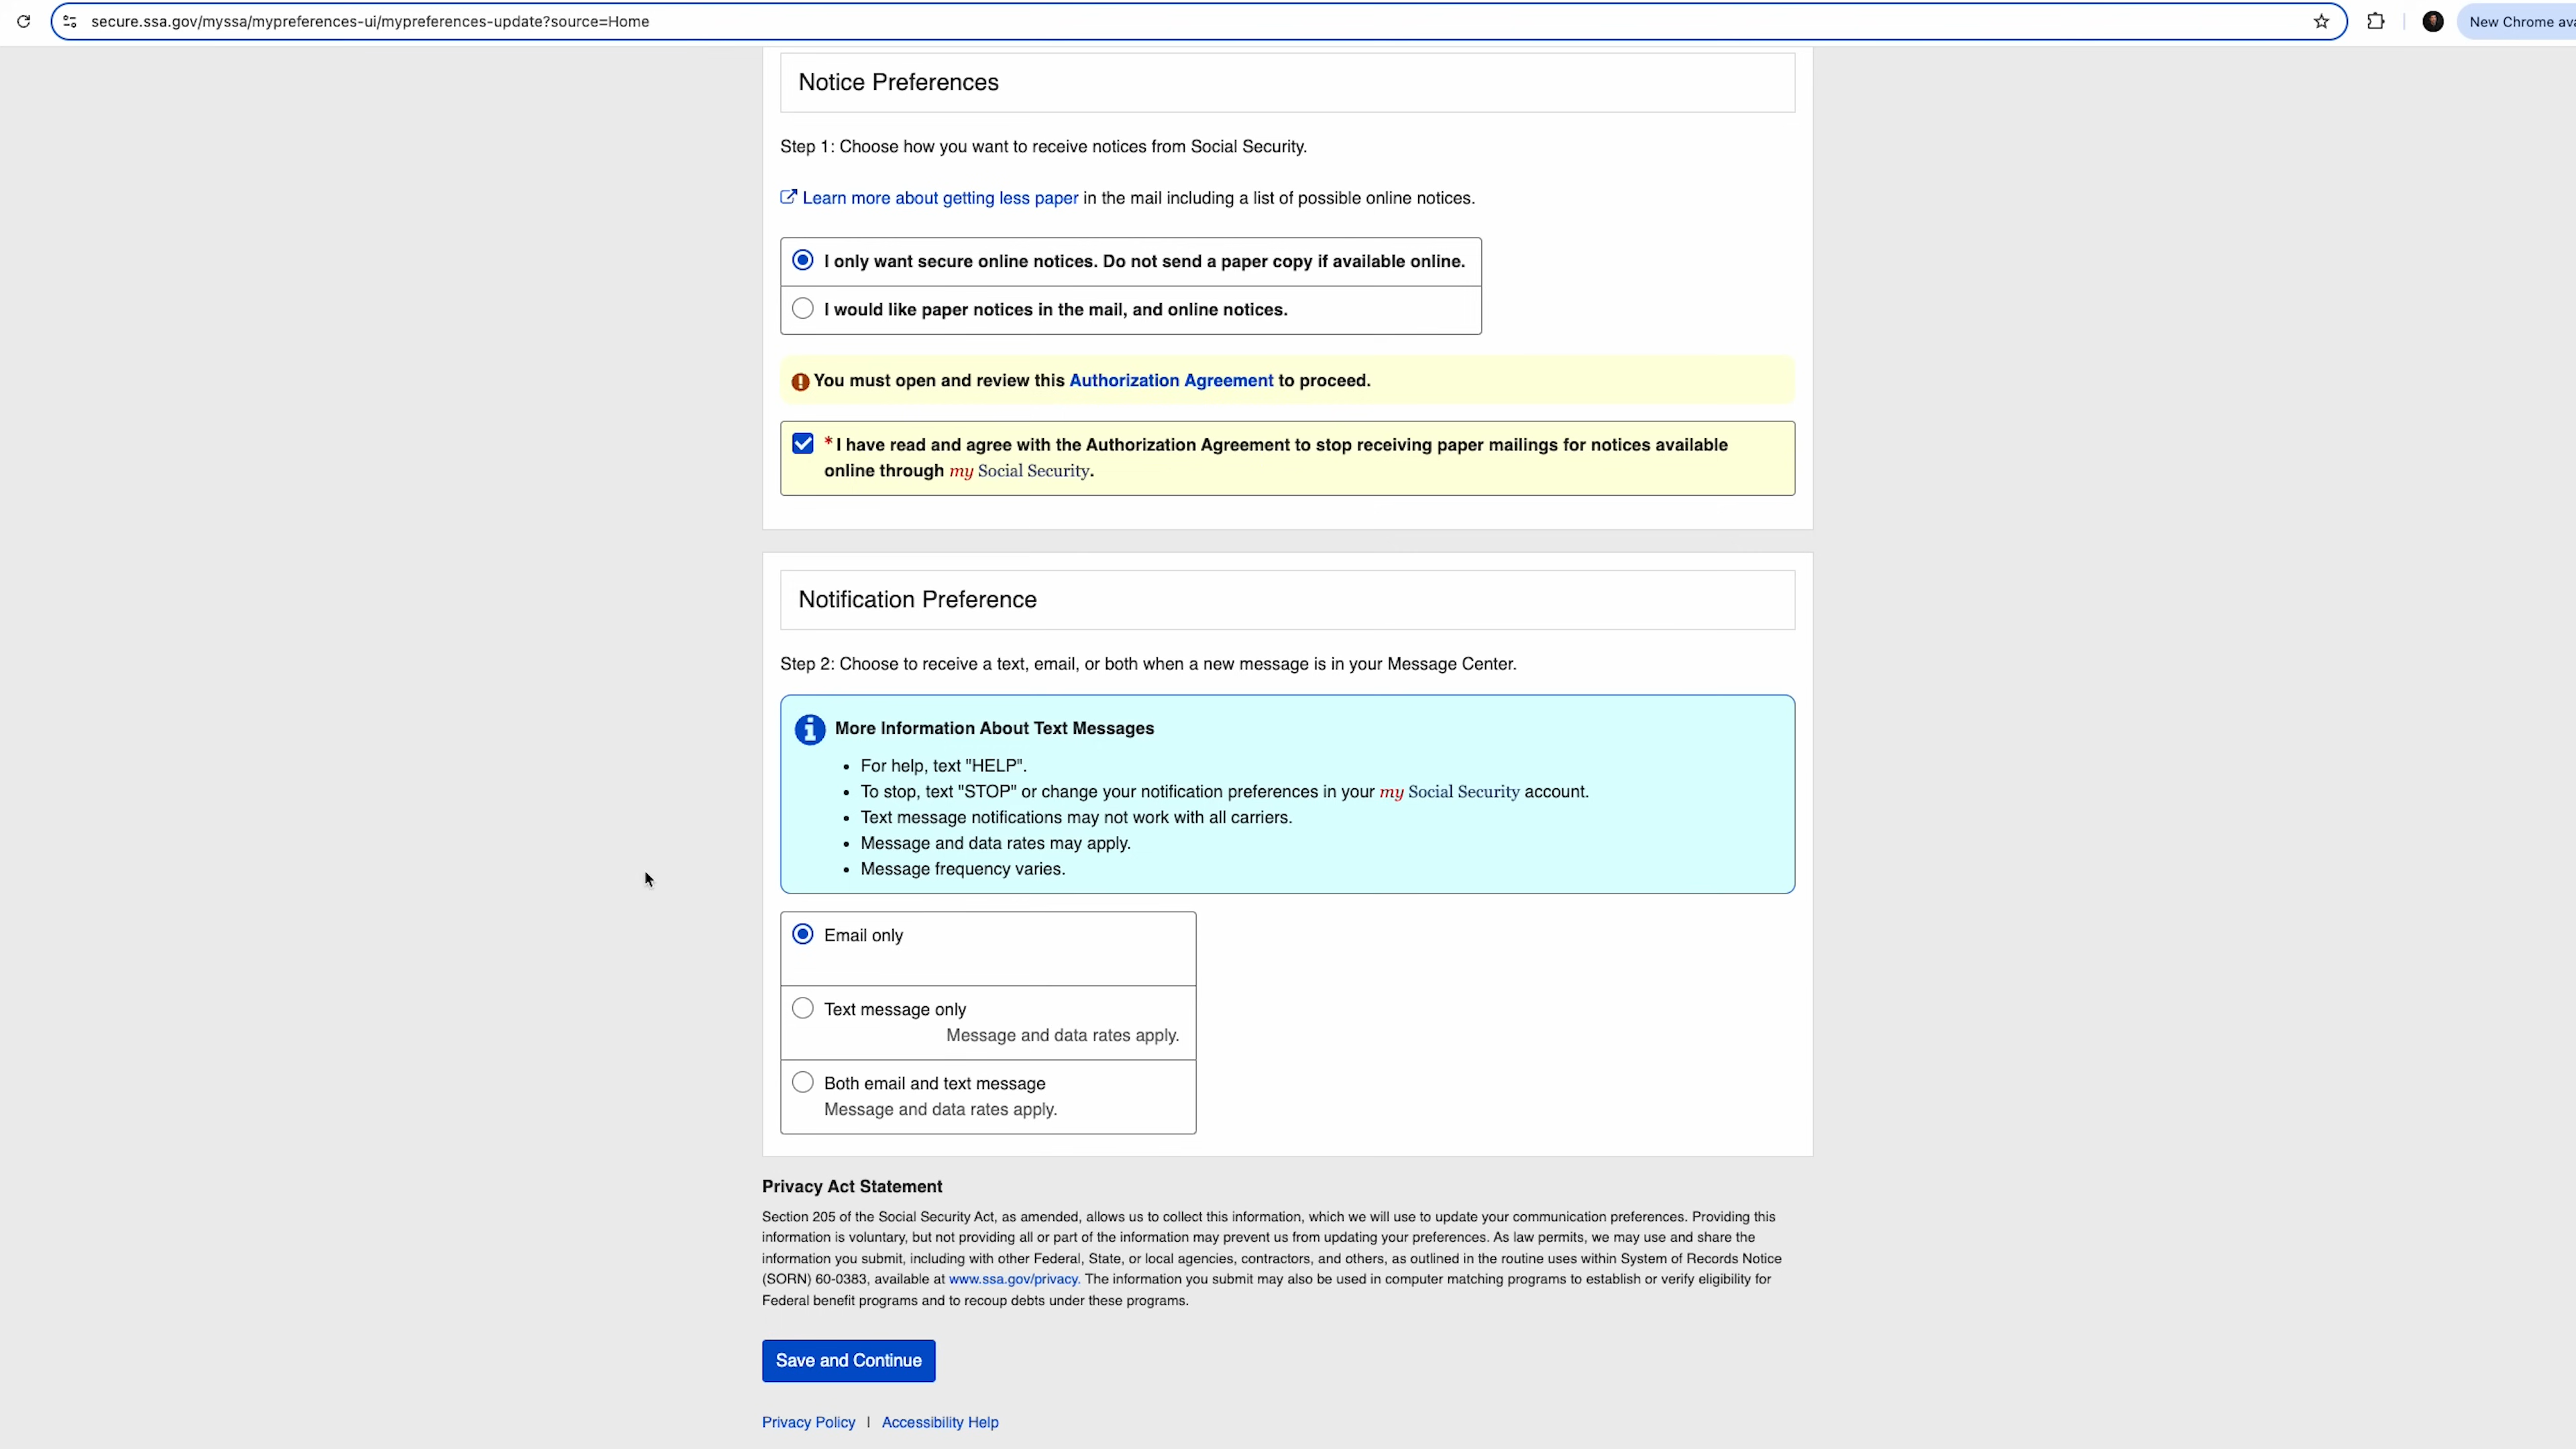 secure.ssa.gov/myssa/mypreferences-ui/mypreferences-update?source=Home
New Chrome ava
Notice Preferences
Step 1: Choose how you want to receive notices from Social Security.
Learn more about getting less paper in the mail including a list of possible online notices.
I only want secure online notices. Do not send a paper copy if available online.
I would like paper notices in the mail, and online notices.
You must open and review this Authorization Agreement to proceed.
* I have read and agree with the Authorization Agreement to stop receiving paper mailings for notices available
online through my Social Security.
Notification Preference
Step 2: Choose to receive a text, email, or both when a new message is in your Message Center.
More Information About Text Messages
• For help, text "HELP".
• To stop, text "STOP" or change your notification preferences in your my Social Security account.
• Text message notifications may not work with all carriers.
• Message and data rates may apply.
• Message frequency varies.
Email only
Text message only
Message and data rates apply.
Both email and text message
Message and data rates apply.
Privacy Act Statement
Section 205 of the Social Security Act, as amended, allows us to collect this information, which we will use to update your communication preferences. Providing this
information is voluntary, but not providing all or part of the information may prevent us from updating your preferences. As law permits, we may use and share the
information you submit, including with other Federal, State, or local agencies, contractors, and others, as outlined in the routine uses within System of Records Notice
(SORN) 60-0383, available at www.ssa.gov/privacy. The information you submit may also be used in computer matching programs to establish or verify eligibility for
Federal benefit programs and to recoup debts under these programs.
Save and Continue
Privacy Policy | Accessibility Help